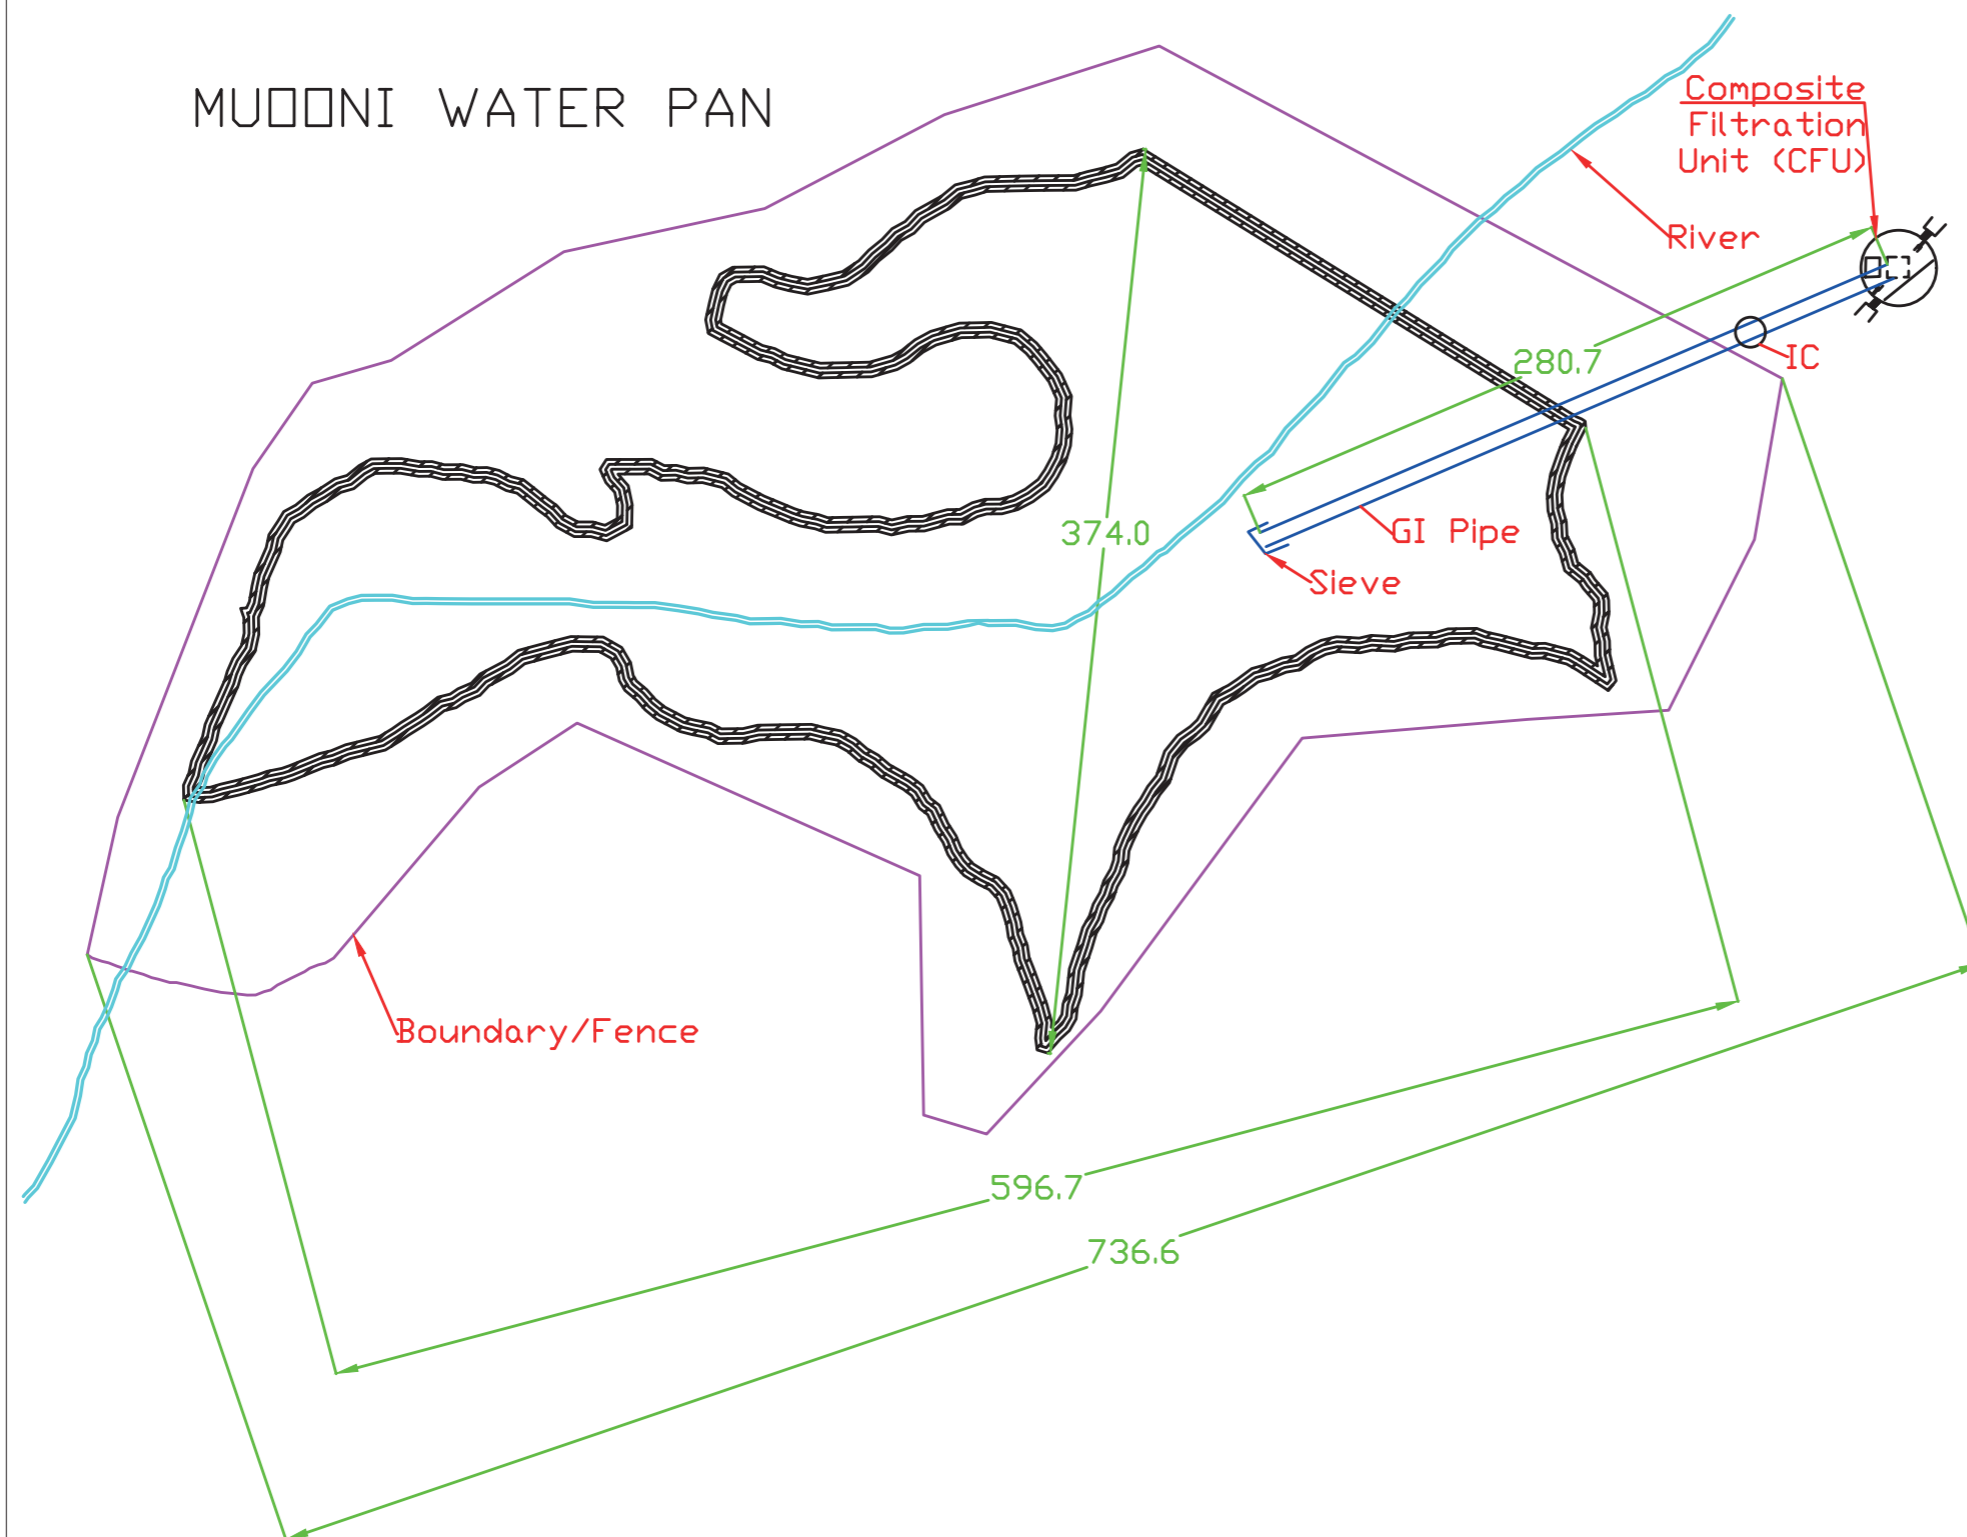 MUOONI WATER PAN
Composite
Filtration
Unit (CFU)
River
280.7
IC
374.0
GI Pipe
Sieve
Boundary/Fence
596.7
736.6